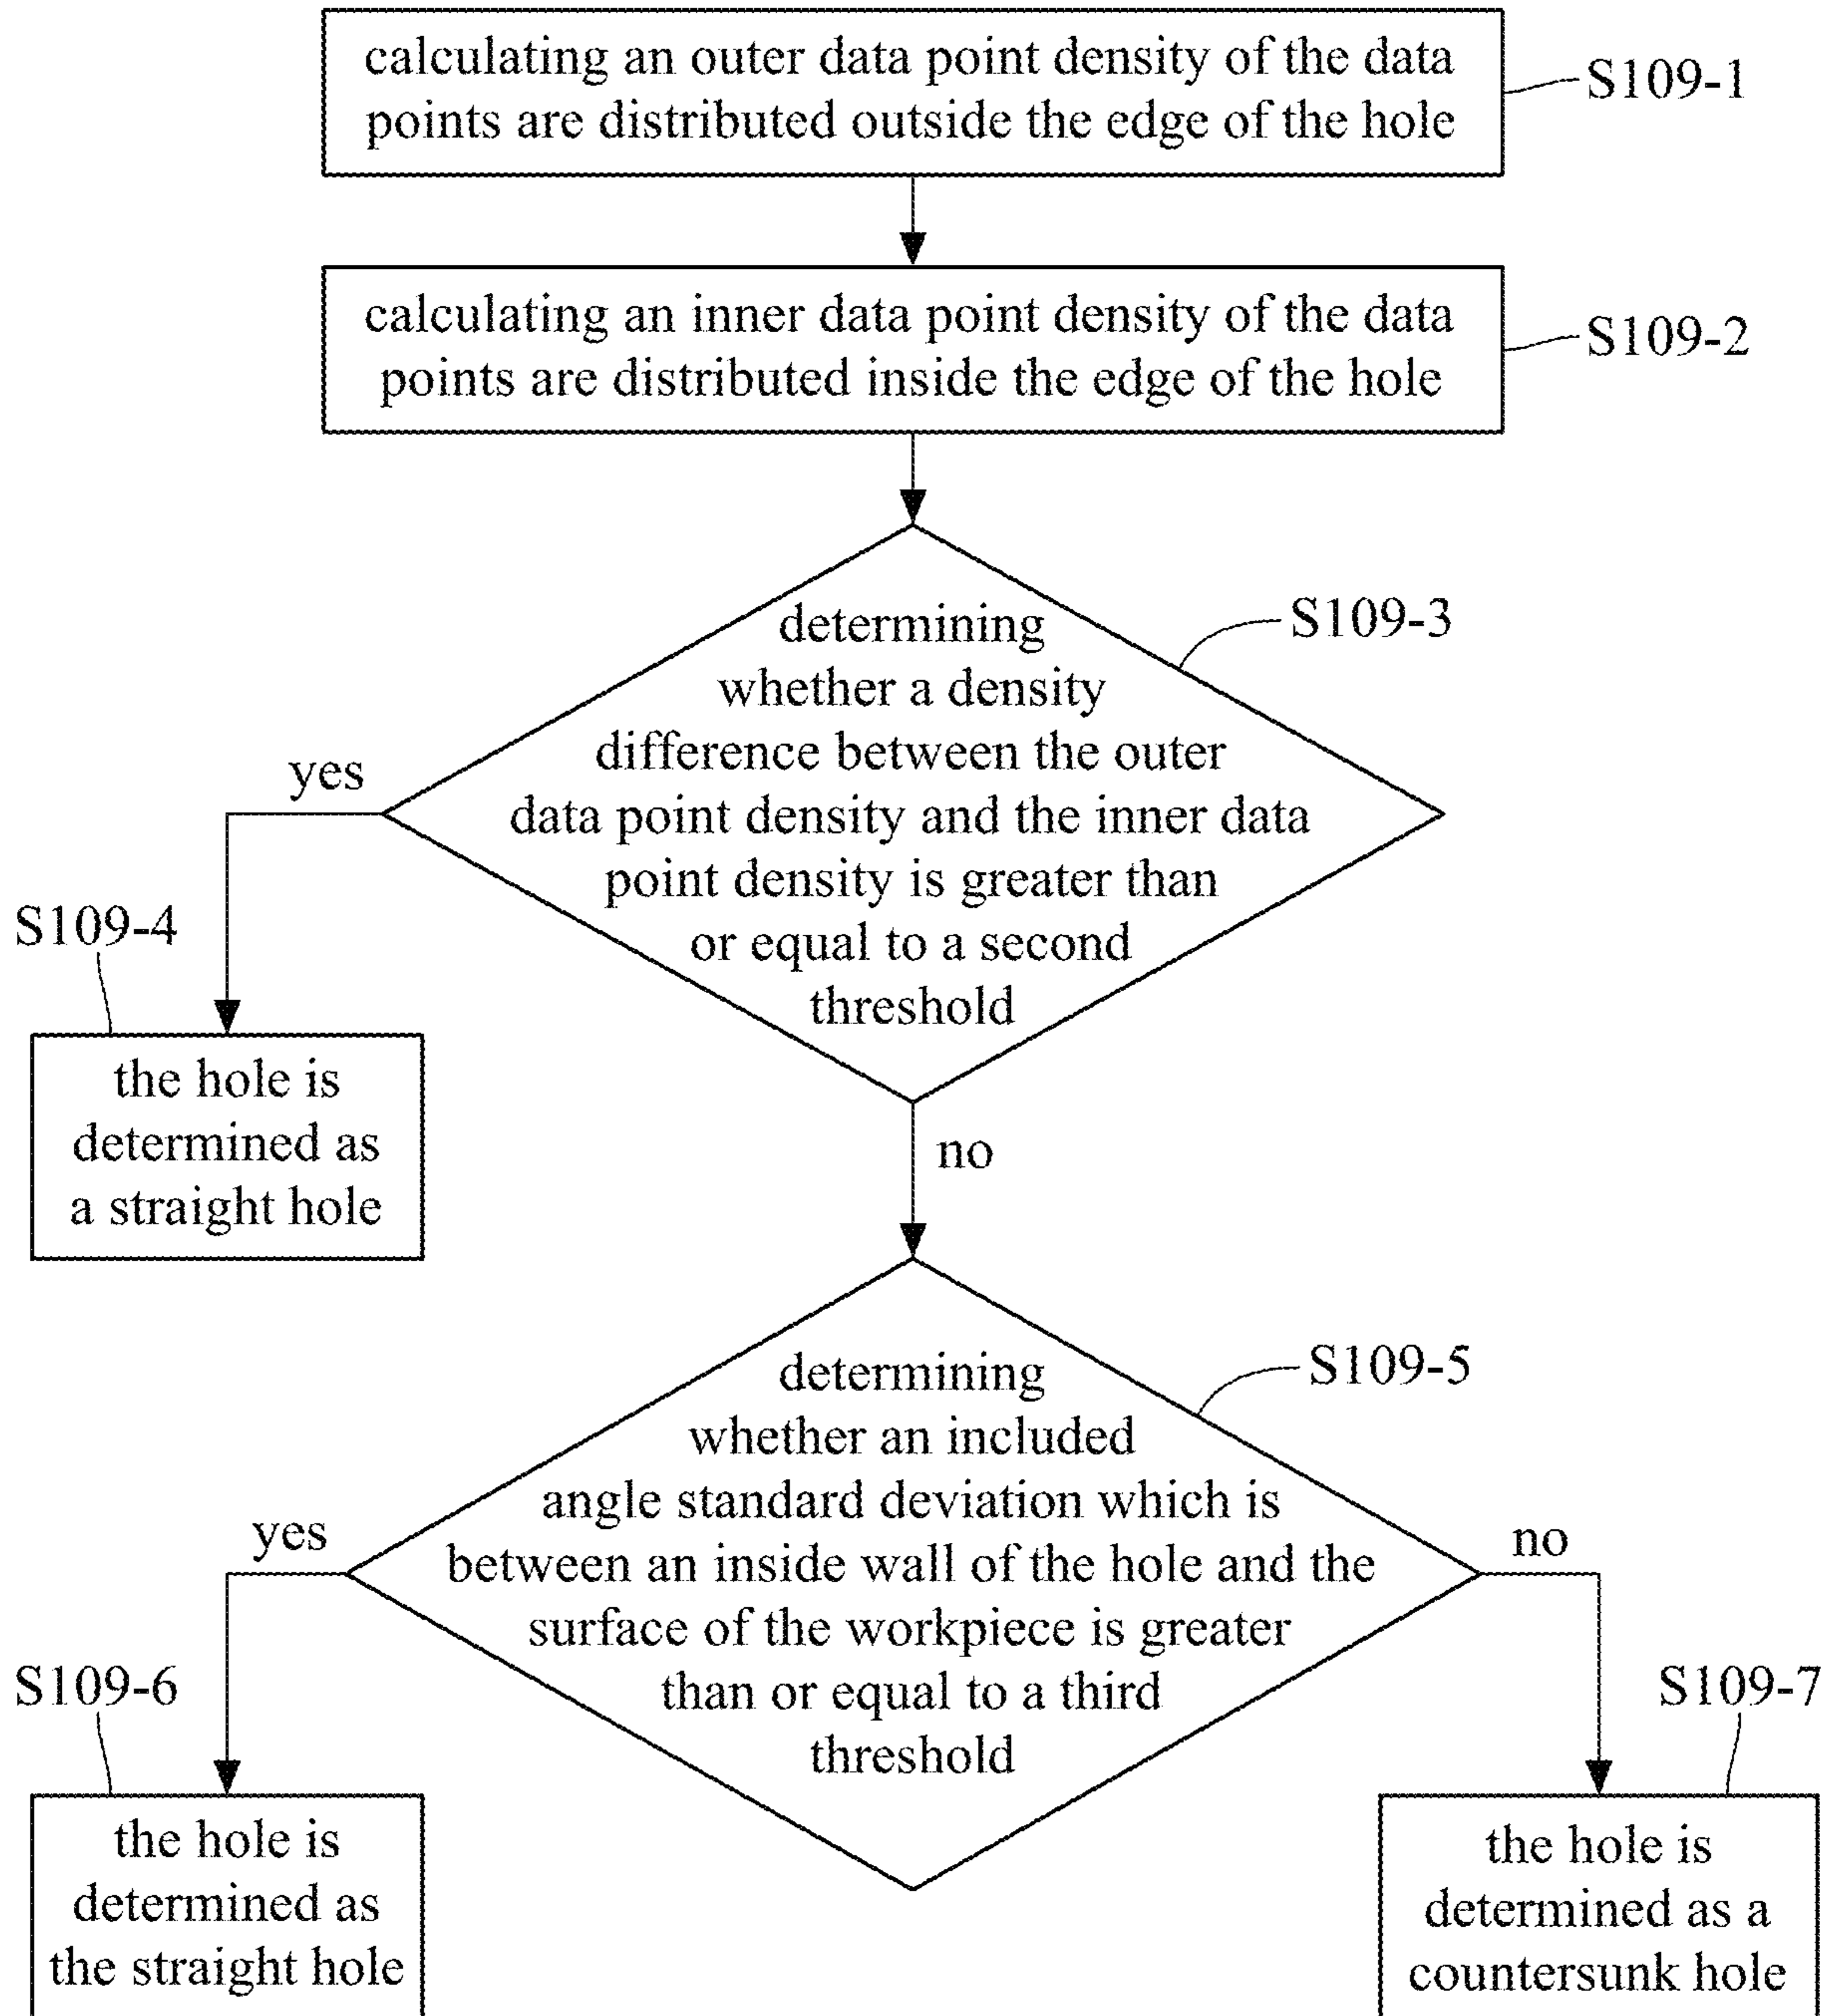 calculating an outer data point density of the data
points are distributed outside the edge of the hole
S109-1
calculating an inner data point density of the data
points are distributed inside the edge of the hole
S109-2
determining
whether a density
difference between the outer
data point density and the inner data
point density is greater than
or equal to a second
threshold
S109-3
yes
S109-4
the hole is
determined as
a straight hole
no
determining
whether an included
angle standard deviation which is
between an inside wall of the hole and the
surface of the workpiece is greater
than or equal to a third
threshold
S109-5
yes
no
S109-6
the hole is
determined as
the straight hole
S109-7
the hole is
determined as a
countersunk hole